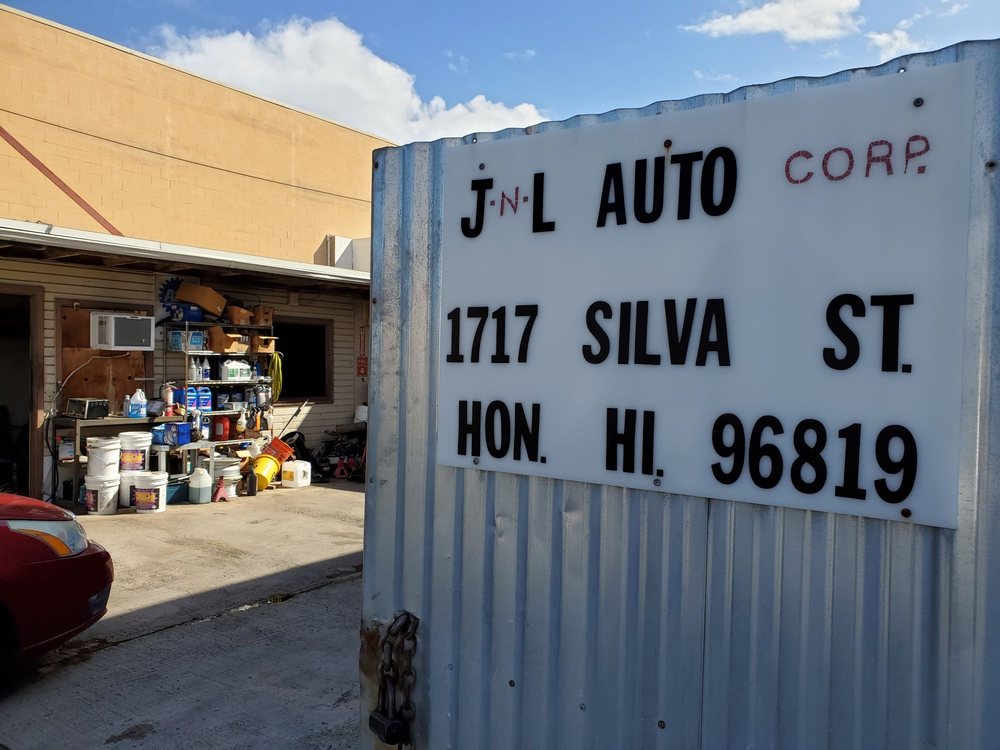 J-N-L AUTO CORP.
1717 SILVA ST.
HON. HI. 96819